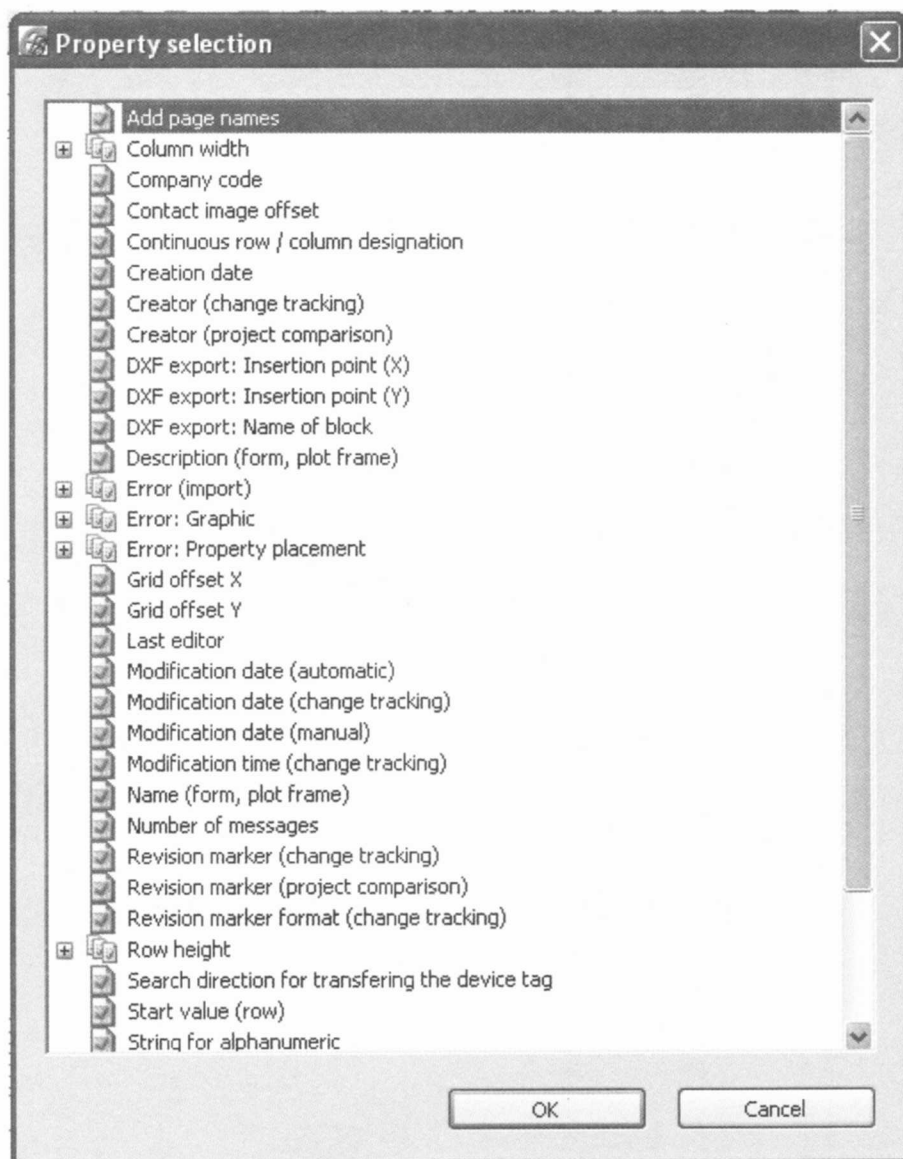 Property selection
Add page names
Column width
Company code
Contact image offset
Continuous row / column designation
Creation date
Creator (change tracking)
Creator (project comparison)
DXF export: Insertion point (X)
DXF export: Insertion point (Y)
DXF export: Name of block
Description (form, plot frame)
Error (import)
Error: Graphic
Error: Property placement
Grid offset X
Grid offset Y
Last editor
Modification date (automatic)
Modification date (change tracking)
Modification date (manual)
Modification time (change tracking)
Name (form, plot frame)
Number of messages
Revision marker (change tracking)
Revision marker (project comparison)
Revision marker format (change tracking)
Row height
Search direction for transfering the device tag
Start value (row)
String for alphanumeric
OK Cancel